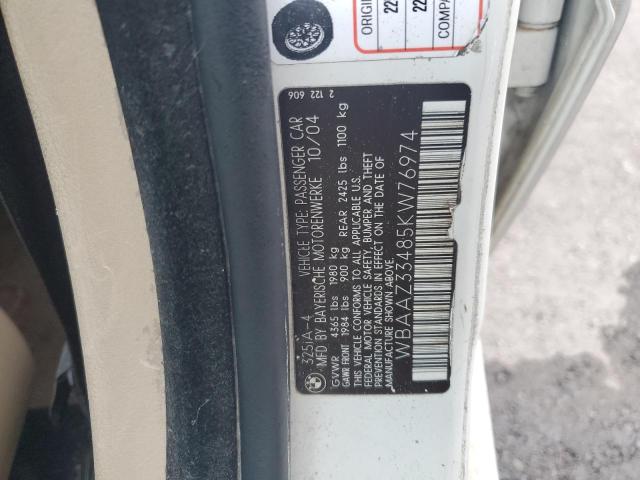 ORIGIN
22
22
COMPA
2 122 606
325iA-4 VEHICLE TYPE: PASSENGER CAR
MFD BY BAYERISCHE MOTORENWERKE 10/04
GVWR 4365 lbs 1980 kg
GAWR FRONT 1984 lbs 900 kg REAR 2425 lbs 1100 kg
THIS VEHICLE CONFORMS TO ALL APPLICABLE U.S.
FEDERAL MOTOR VEHICLE SAFETY, BUMPER AND THEFT
PREVENTION STANDARDS IN EFFECT ON THE DATE OF
MANUFACTURE SHOWN ABOVE.
WBAAZ33485KW76974